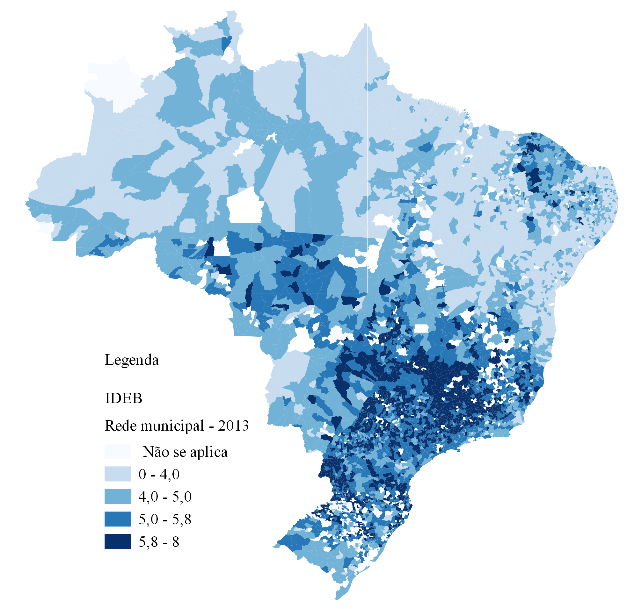 Legenda
IDEB
Rede municipal - 2013
Não se aplica
0 - 4,0
4,0 - 5,0
5,0 - 5,8
5,8 - 8